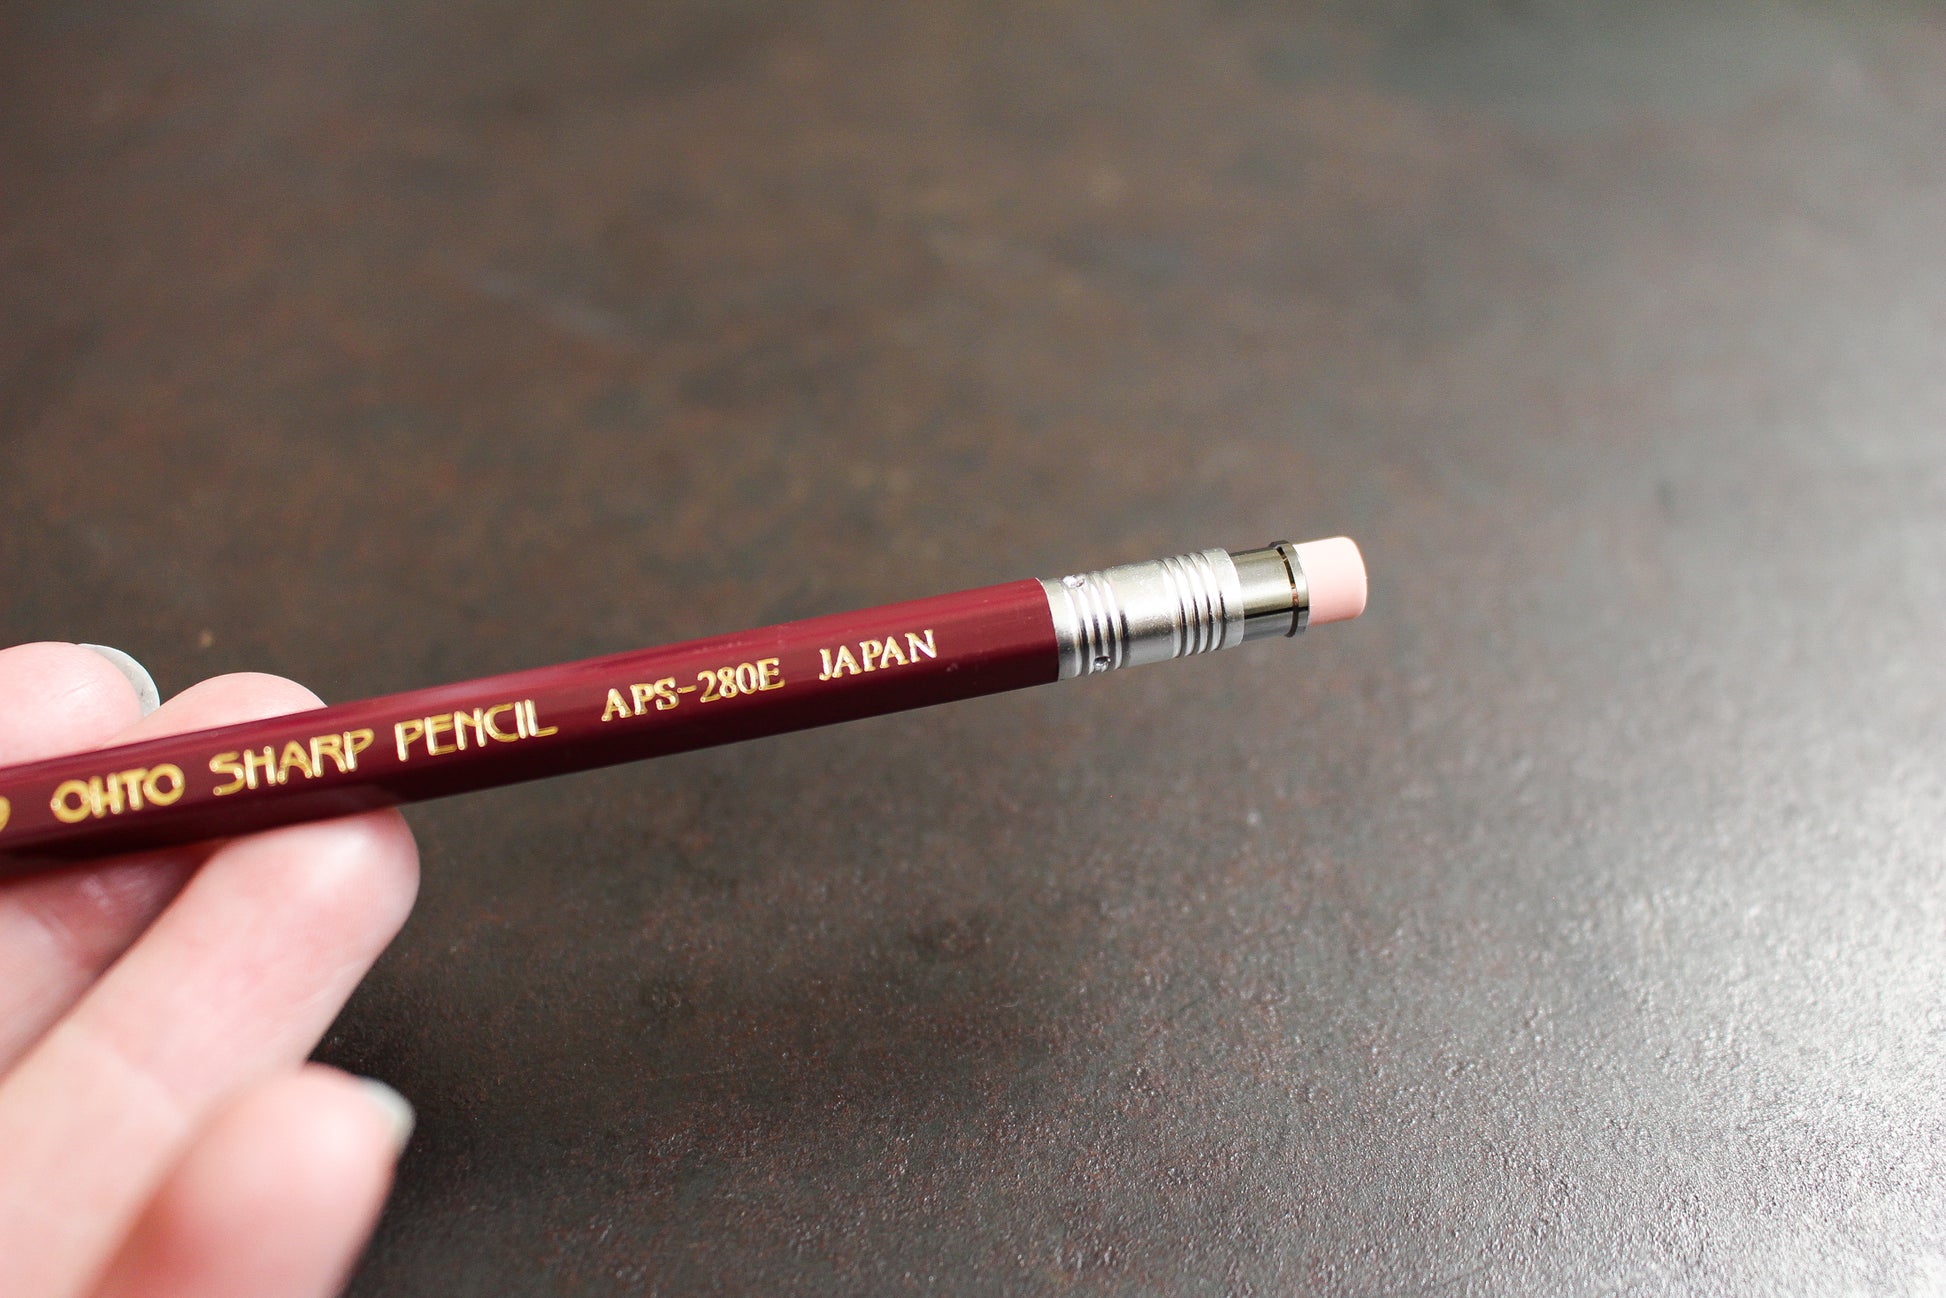 OHTO SHARP PENCIL APS-280E JAPAN